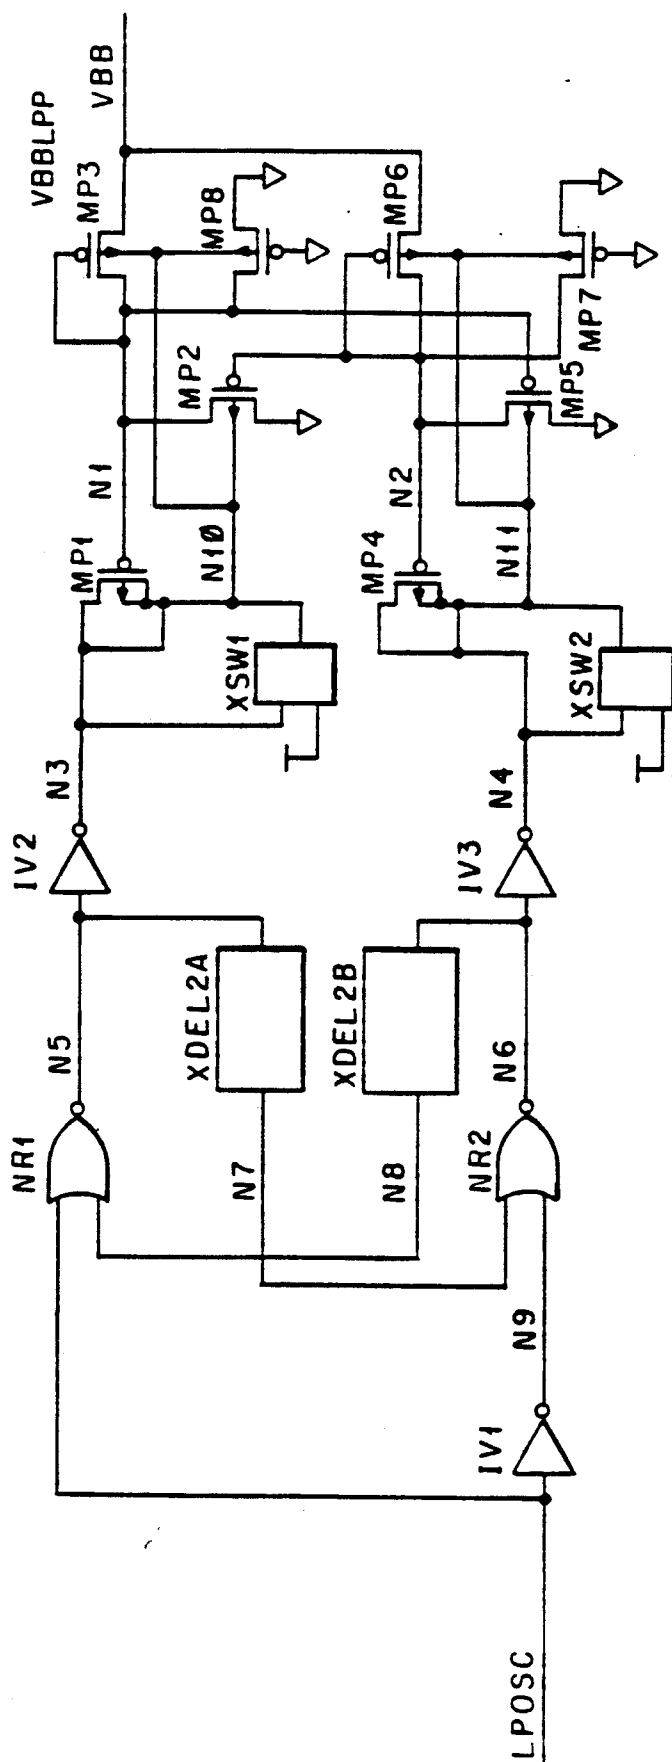 VBBLPP
VBB
MP3
MP8
MP6
MP7
MP2
MP5
N1
N2
MP1
N10
MP4
N11
XSW1
XSW2
N3
N4
IV2
IV3
XDEL2A
XDEL2B
N5
N6
NR1
N7
N8
NR2
N9
IV1
LPOSC